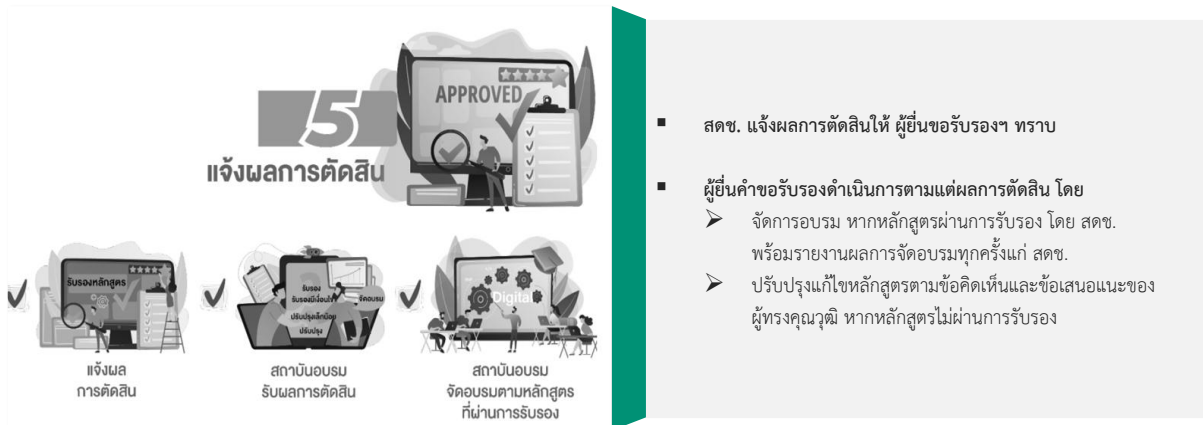 5
แจ้งผลการตัดสิน
APPROVED
รับรองหลักสูตร
แจ้งผล
การตัดสิน
รับรอง
รับรองมีเงื่อนไข
ปรับปรุงเล็กน้อย
ปรับปรุง
จัดอบรม
สถาบันอบรม
รับผลการตัดสิน
Digital
สถาบันอบรม
จัดอบรมตามหลักสูตร
ที่ผ่านการรับรอง
▪ สดช. แจ้งผลการตัดสินให้ ผู้ยื่นขอรับรองฯ ทราบ
▪ ผู้ยื่นคำขอรับรองดำเนินการตามแต่ผลการตัดสิน โดย
➢ จัดการอบรม หากหลักสูตรผ่านการรับรอง โดย สดช.
พร้อมรายงานผลการจัดอบรมทุกครั้งแก่ สดช.
➢ ปรับปรุงแก้ไขหลักสูตรตามข้อคิดเห็นและข้อเสนอแนะของ
ผู้ทรงคุณวุฒิ หากหลักสูตรไม่ผ่านการรับรอง